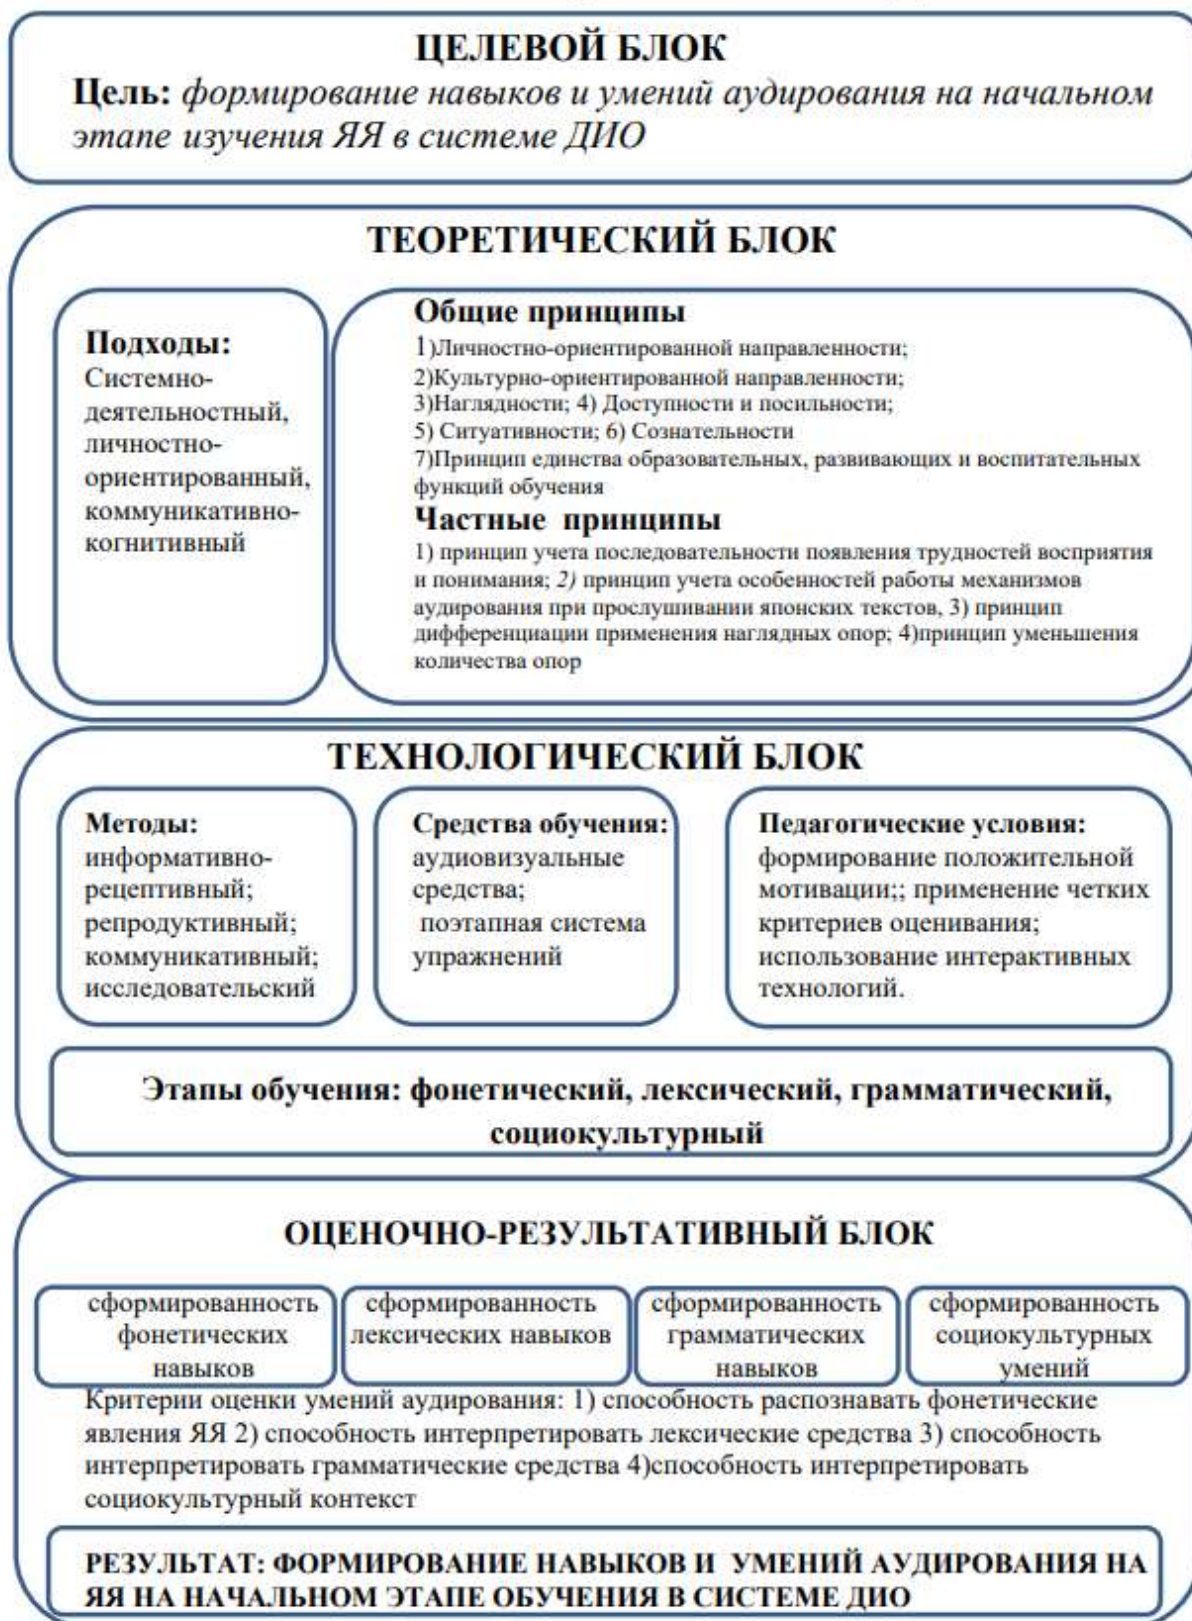 ЦЕЛЕВОЙ БЛОК
Цель: формирование навыков и умений аудирования на начальном
этапе изучения ЯЯ в системе ДИО
ТЕОРЕТИЧЕСКИЙ БЛОК
Подходы:
Системно-
деятельностный,
личностно-
ориентированный,
коммуникативно-
когнитивный
Общие принципы
1)Личностно-ориентированной направленности;
2)Культурно-ориентированной направленности;
3)Наглядности; 4) Доступности и посильности;
5) Ситуативности; 6) Сознательности
7)Принцип единства образовательных, развивающих и воспитательных
функций обучения
Частные принципы
1) принцип учета последовательности появления трудностей восприятия
и понимания; 2) принцип учета особенностей работы механизмов
аудирования при прослушивании японских текстов, 3) принцип
дифференциации применения наглядных опор; 4)принцип уменьшения
количества опор
ТЕХНОЛОГИЧЕСКИЙ БЛОК
Методы:
информативно-
рецептивный;
репродуктивный;
коммуникативный;
исследовательский
Средства обучения:
аудиовизуальные
средства;
поэтапная система
упражнений
Педагогические условия:
формирование положительной
мотивации;; применение четких
критериев оценивания;
использование интерактивных
технологий.
Этапы обучения: фонетический, лексический, грамматический,
социокультурный
ОЦЕНОЧНО-РЕЗУЛЬТАТИВНЫЙ БЛОК
сформированность
фонетических
навыков
сформированность
лексических навыков
сформированность
грамматических
навыков
сформированность
социокультурных
умений
Критерии оценки умений аудирования: 1) способность распознавать фонетические
явления ЯЯ 2) способность интерпретировать лексические средства 3) способность
интерпретировать грамматические средства 4)способность интерпретировать
социокультурный контекст
РЕЗУЛЬТАТ: ФОРМИРОВАНИЕ НАВЫКОВ И УМЕНИЙ АУДИРОВАНИЯ НА
ЯЯ НА НАЧАЛЬНОМ ЭТАПЕ ОБУЧЕНИЯ В СИСТЕМЕ ДИО